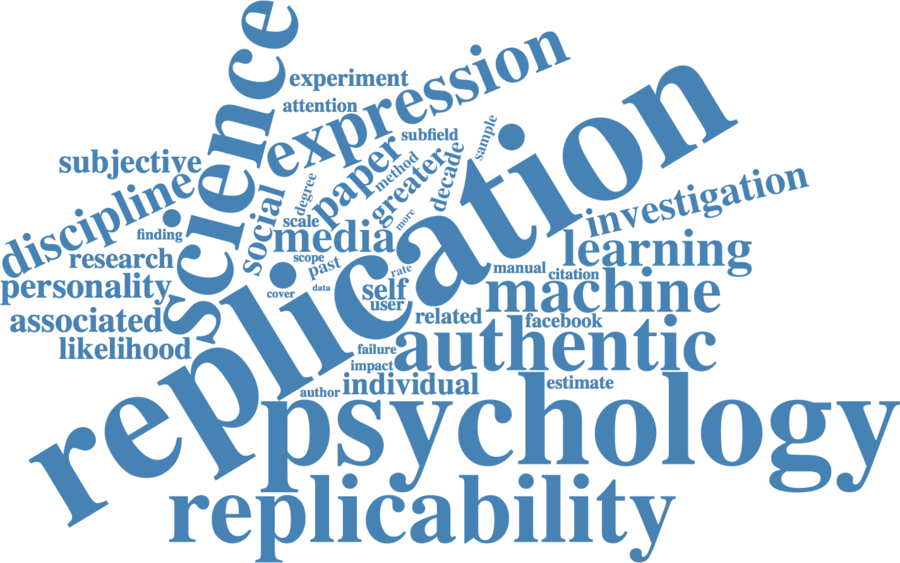 science
experiment
attention
expression
subfield
sample
subjective
discipline
paper
method
greater
decade
degree
social
scale
more
finding
media
investigation
replication
research
scope
past
rate
learning
personality
cover
data
self
user
manual
citation
machine
associated
related
facebook
likelihood
failure
authentic
impact
author
individual
estimate
psychology
replicability